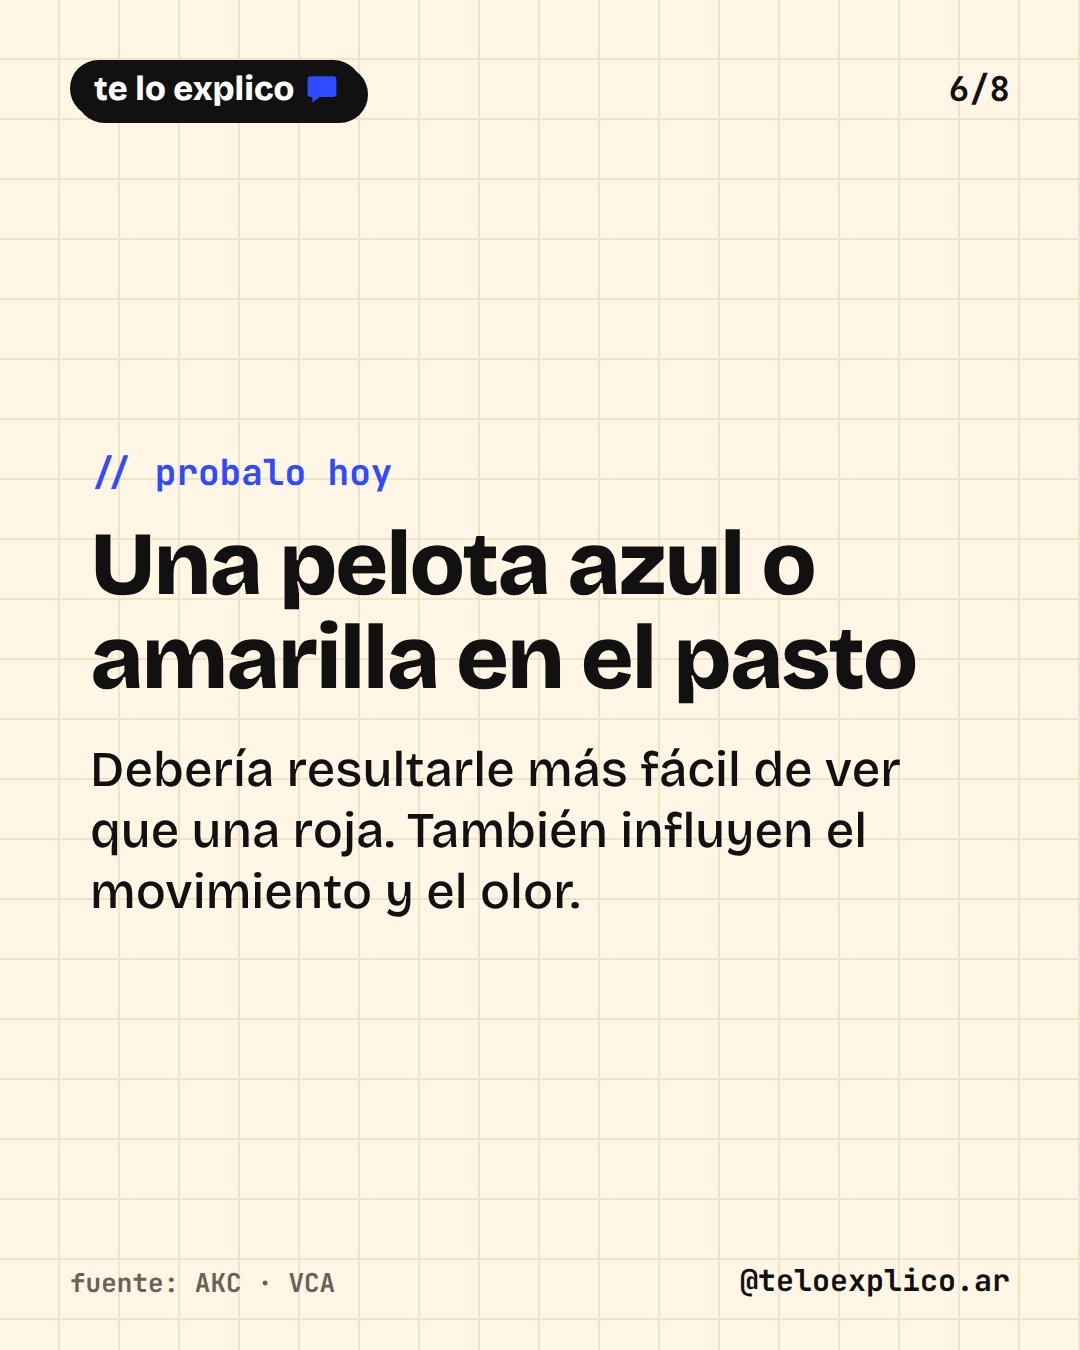 te lo explico
6/8
// probalo hoy
Una pelota azul o
amarilla en el pasto
Debería resultarle más fácil de ver
que una roja. También influyen el
movimiento y el olor.
fuente: AKC · VCA
@teloexplico.ar